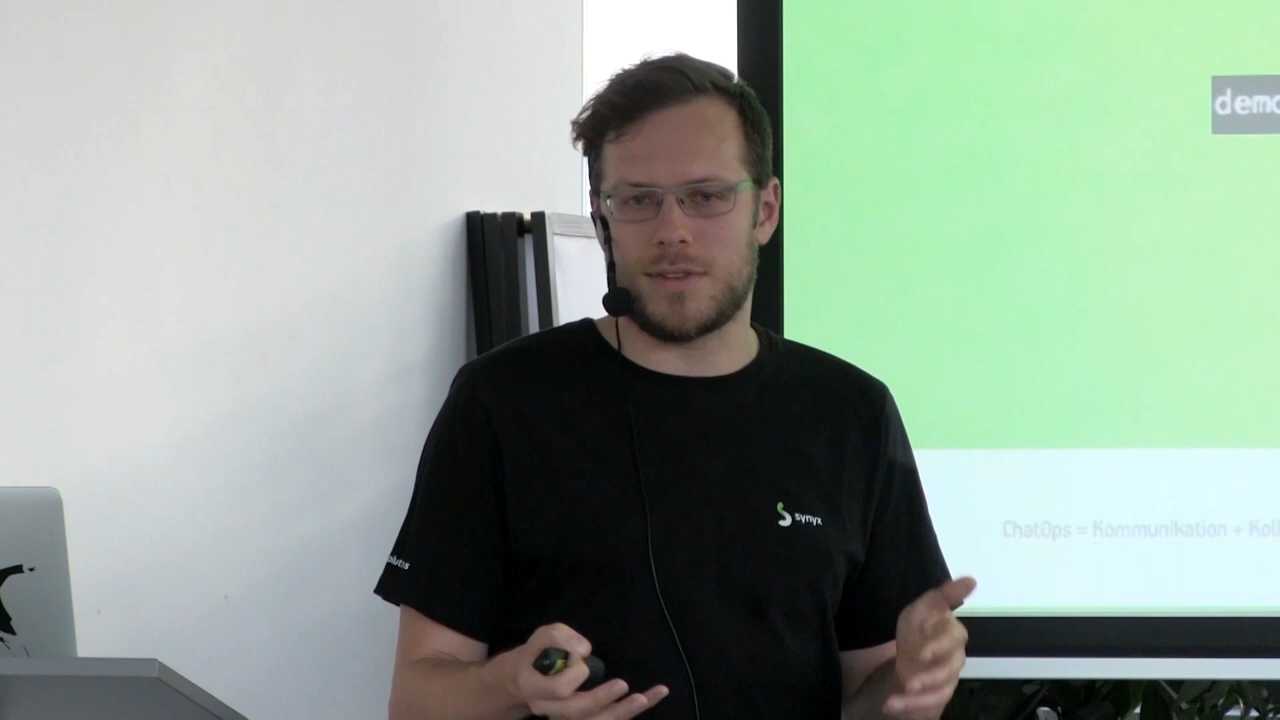 demo
ChatOps = Kommunikation + Koll
synyx